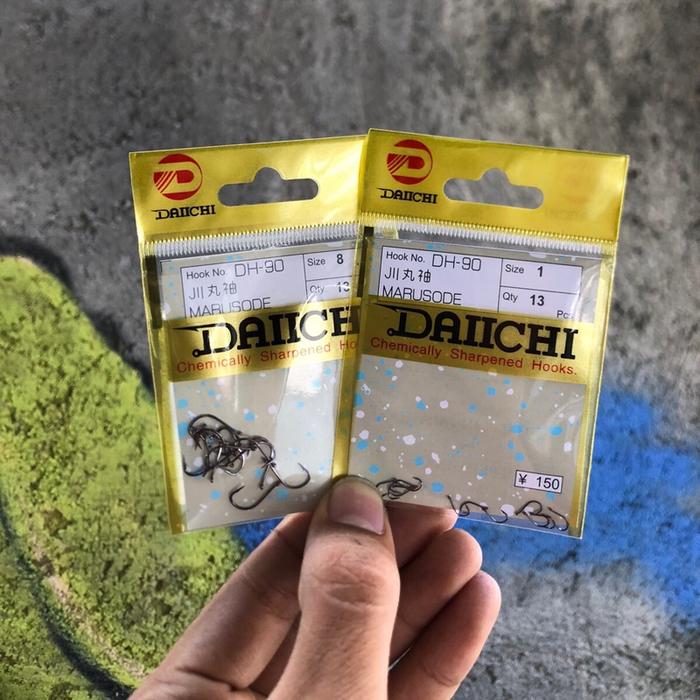 DAIICHI
Hook No. DH-90
Size 8
川丸袖
MARUSODE
Qty 13
DAIICH
Chemically Sharpened Hooks
DAIICHI
Hook No. DH-90
Size 1
川丸袖
MARUSODE
Qty 13
Pcs
DAIICHI
Chemically Sharpened Hooks.
¥ 150